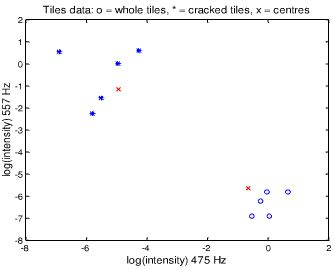 Tiles data: o = whole tiles, * = cracked tiles, x = centres
2
1
0
-1
-2
-3
-4
-5
-6
-7
-8
log(intensity) 557 Hz
-8 -6 -4 -2 0 2
log(intensity) 475 Hz